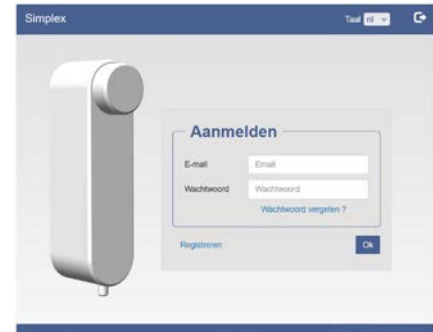 Simplex
Taal nl
Aanmelden
E-mail Email
Wachtwoord Wachtwoord
Wachtwoord vergeten ?
Registreren Ok